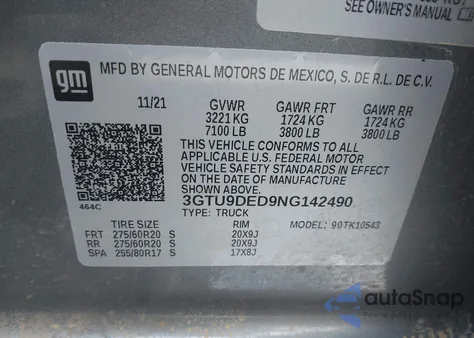 SEE OWNER'S MANUAL
gm
MFD BY GENERAL MOTORS DE MEXICO, S. DE R.L. DE C.V.
11/21 GVWR GAWR FRT GAWR RR
3221 KG 1724 KG 1724 KG
7100 LB 3800 LB 3800 LB
THIS VEHICLE CONFORMS TO ALL
APPLICABLE U.S. FEDERAL MOTOR
VEHICLE SAFETY STANDARDS IN EFFECT
ON THE DATE OF MANUFACTURE
SHOWN ABOVE.
3GTU9DED9NG142490
464C TYPE: TRUCK
TIRE SIZE RIM MODEL: 90TK10543
FRT 275/60R20 S 20X9J
RR 275/60R20 S 20X9J
SPA 255/80R17 S 17X8J
autoSnap